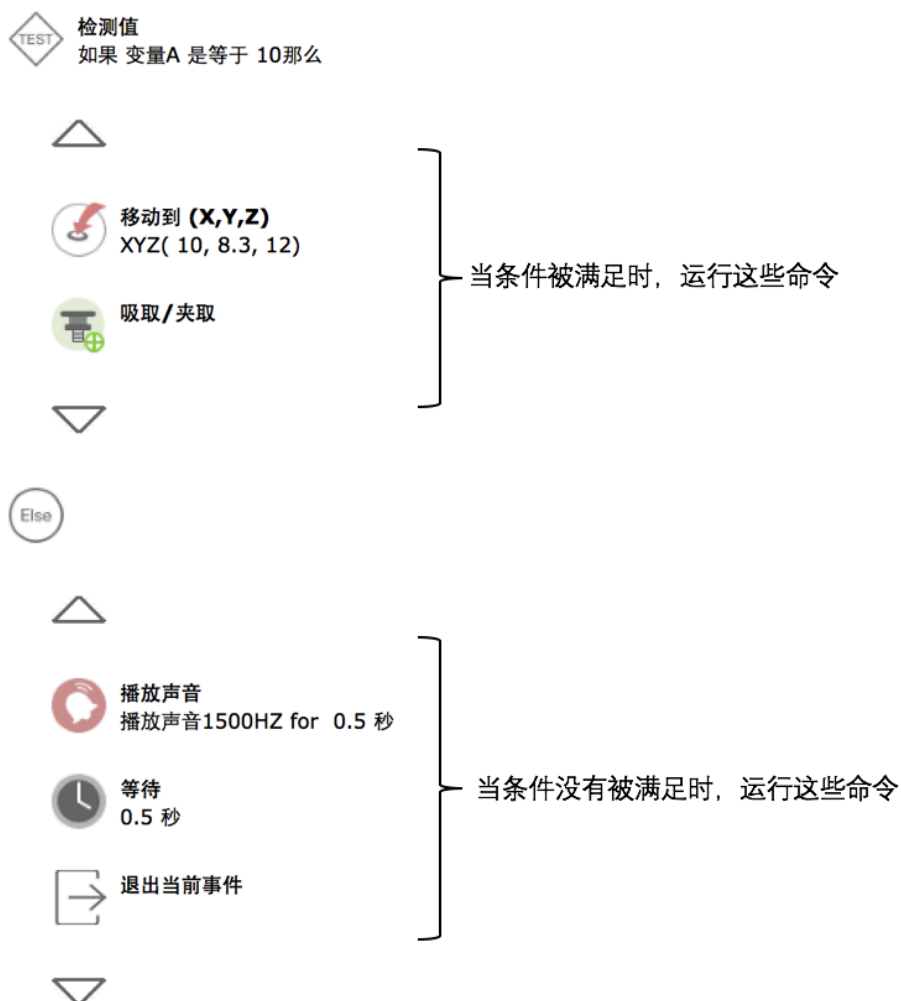 TEST
检测值
如果 变量A 是等于 10那么
移动到 (X,Y,Z)
XYZ( 10, 8.3, 12)
吸取/夹取
当条件被满足时，运行这些命令
Else
播放声音
播放声音1500HZ for 0.5 秒
等待
0.5 秒
退出当前事件
当条件没有被满足时，运行这些命令